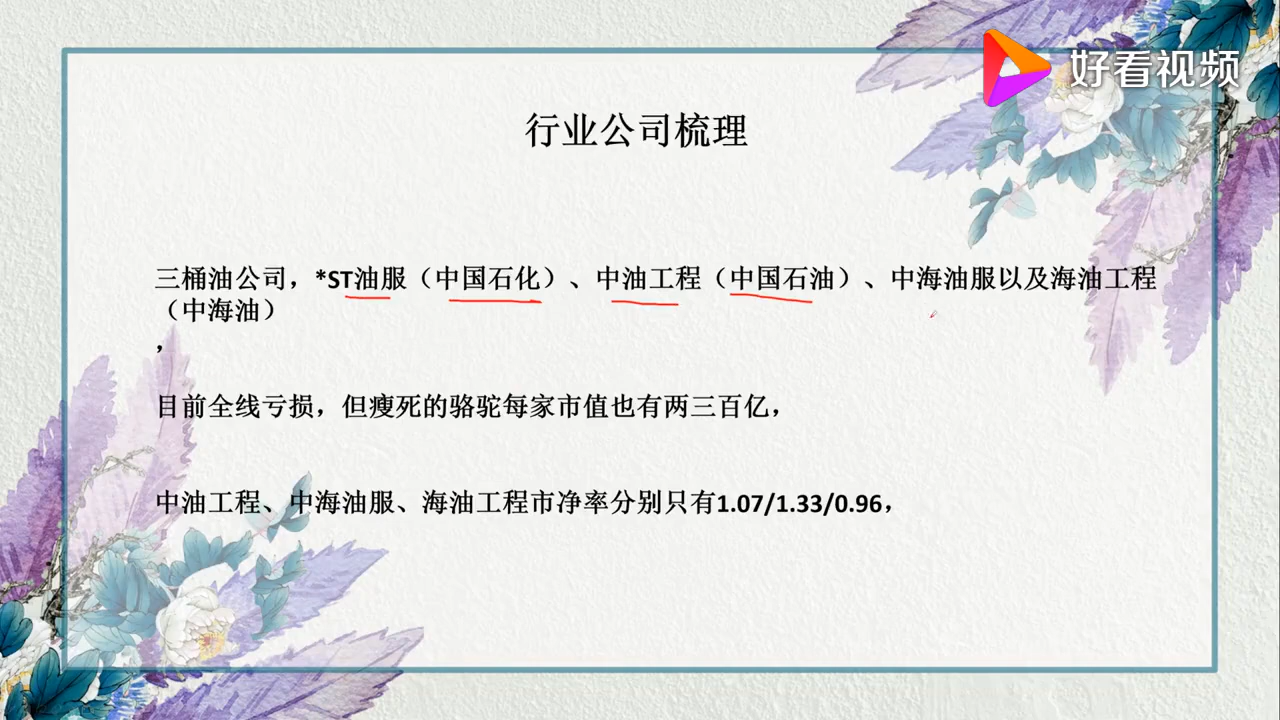 好看视频
行业公司梳理
三桶油公司，*ST油服（中国石化）、中油工程（中国石油）、中海油服以及海油工程
（中海油）
，
目前全线亏损，但瘦死的骆驼每家市值也有两三百亿，
中油工程、中海油服、海油工程市净率分别只有1.07/1.33/0.96，